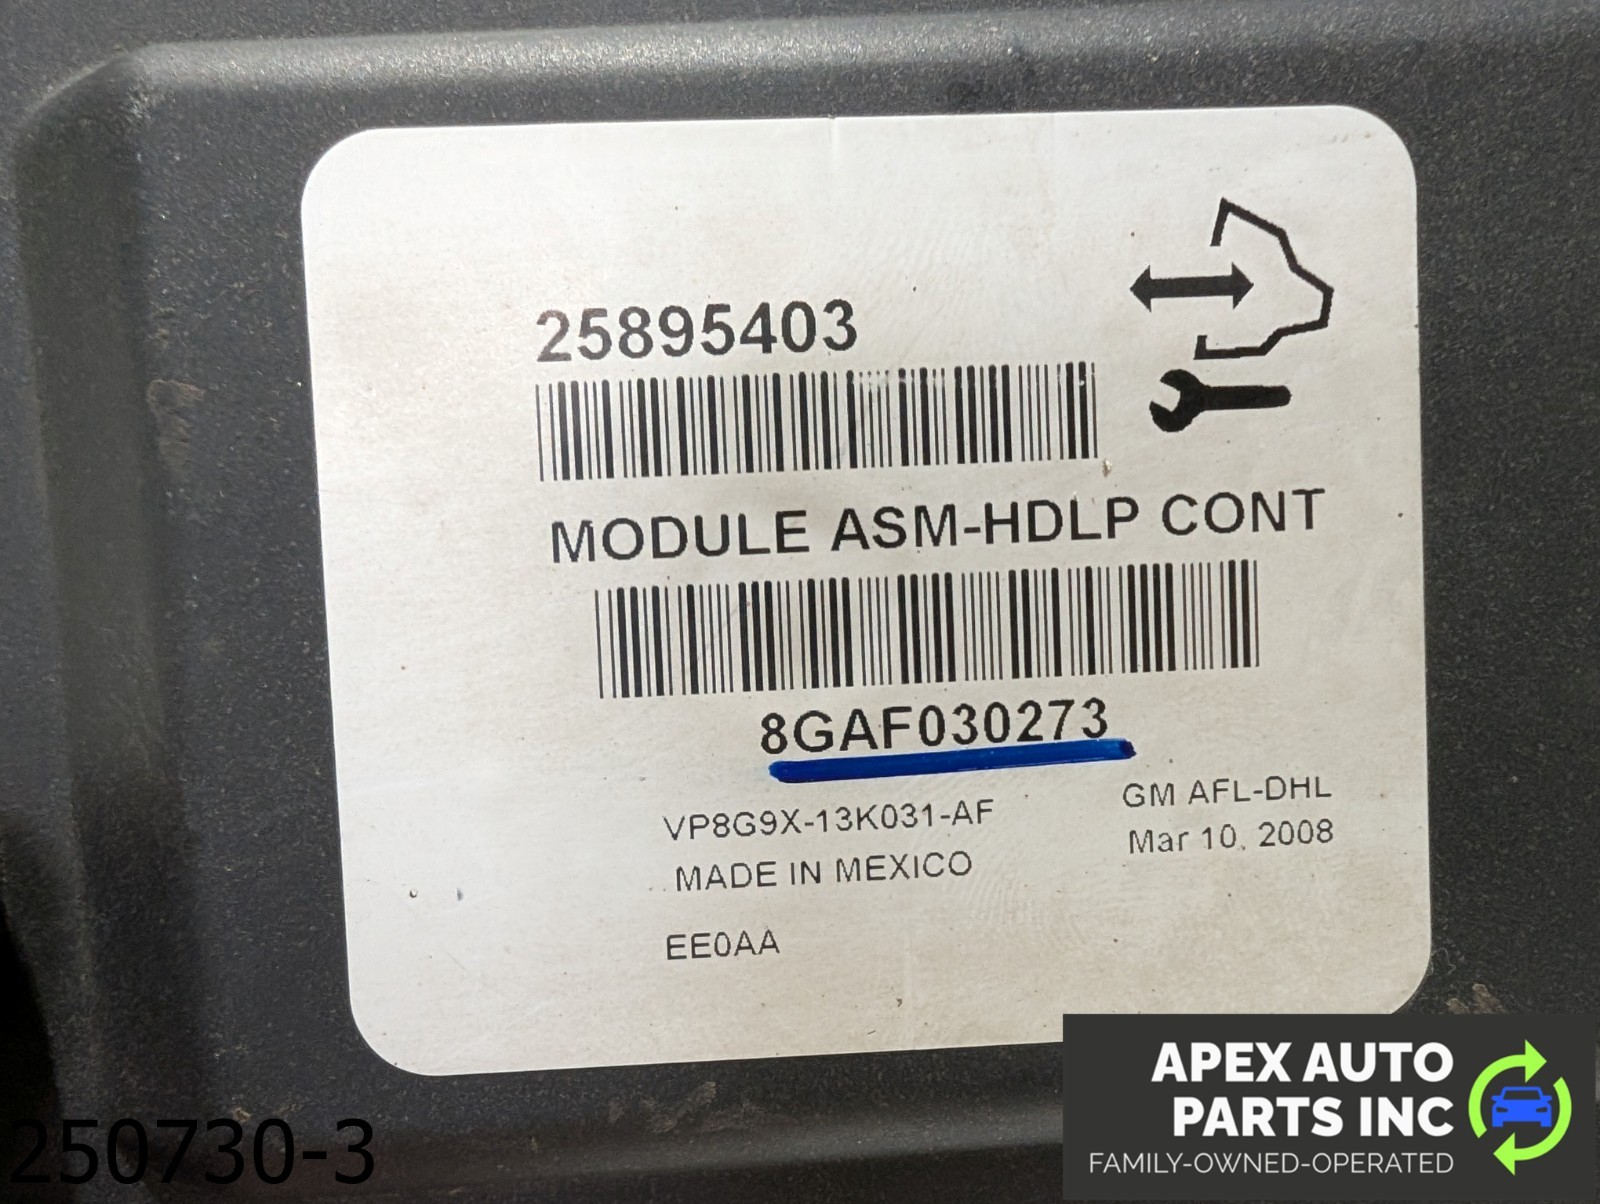 25895403
MODULE ASM-HDLP CONT
8GAF030273
VP8G9X-13K031-AF
GM AFL-DHL
MADE IN MEXICO
Mar 10, 2008
EE0AA
250730-3
APEX AUTO
PARTS INC
FAMILY-OWNED-OPERATED